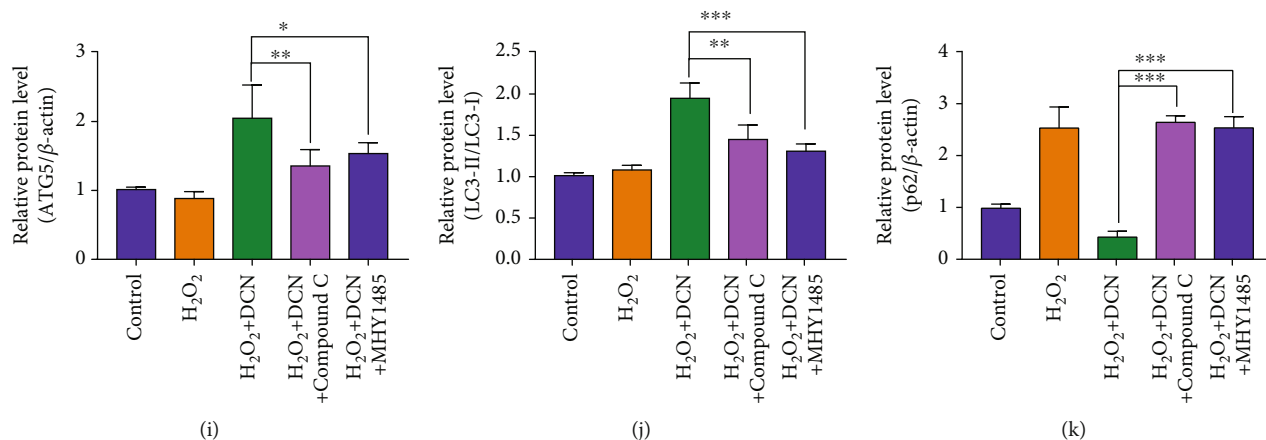 Relative protein level
(ATG5/β-actin)
3
2
1
0
*
**
Control
H₂O₂
H₂O₂+DCN
H₂O₂+DCN
+Compound C
H₂O₂+DCN
+MHY1485
(i)
Relative protein level
(LC3-II/LC3-I)
2.5
2.0
1.5
1.0
0.0
***
**
Control
H₂O₂
H₂O₂+DCN
H₂O₂+DCN
+Compound C
H₂O₂+DCN
+MHY1485
(j)
Relative protein level
(p62/β-actin)
4
3
2
1
0
***
***
Control
H₂O₂
H₂O₂+DCN
H₂O₂+DCN
+Compound C
H₂O₂+DCN
+MHY1485
(k)